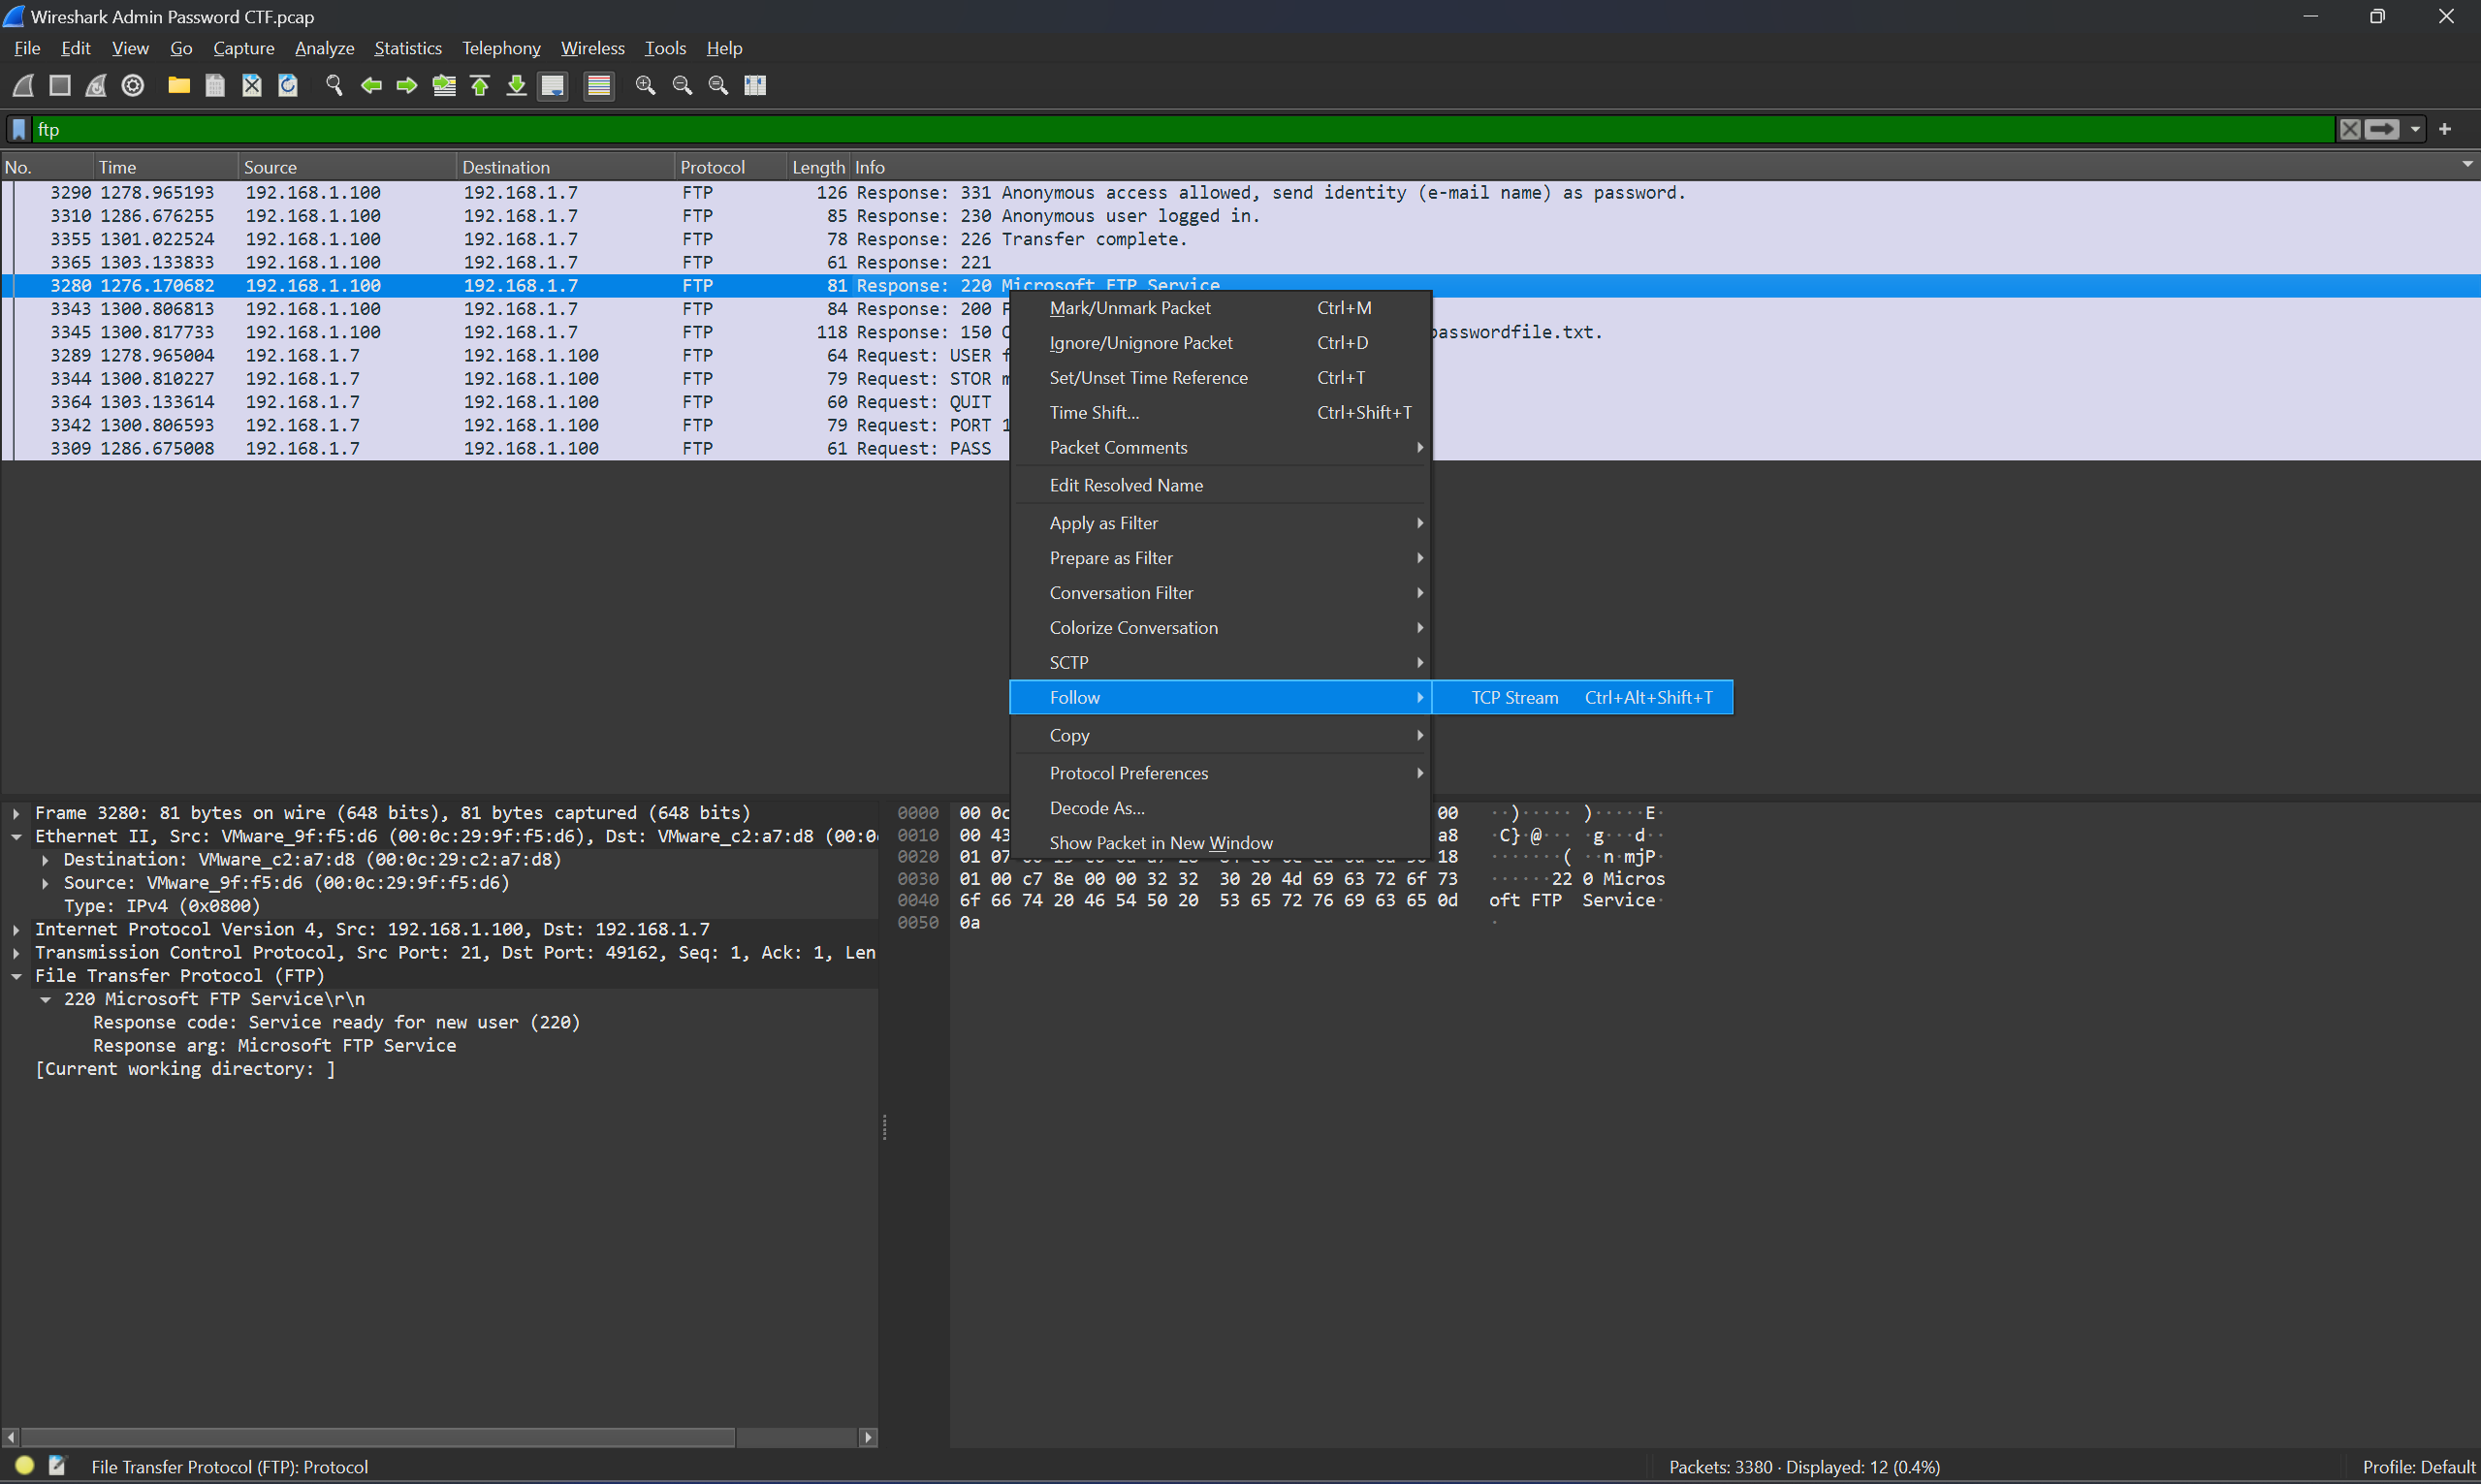 Wireshark Admin Password CTF.pcap
File Edit View Go Capture Analyze Statistics Telephony Wireless Tools Help
ftp
No. Time Source Destination Protocol Length Info
3290 1278.965193 192.168.1.100 192.168.1.7 FTP 126 Response: 331 Anonymous access allowed, send identity (e-mail name) as password.
3310 1286.676255 192.168.1.100 192.168.1.7 FTP 85 Response: 230 Anonymous user logged in.
3355 1301.022524 192.168.1.100 192.168.1.7 FTP 78 Response: 226 Transfer complete.
3365 1303.133833 192.168.1.100 192.168.1.7 FTP 61 Response: 221
3280 1276.170682 192.168.1.100 192.168.1.7 FTP 81 Response: 220 Microsoft FTP Service
3343 1300.806813 192.168.1.100 192.168.1.7 FTP 84 Response: 200
3345 1300.817733 192.168.1.100 192.168.1.7 FTP 118 Response: 150 passwordfile.txt.
3289 1278.965004 192.168.1.7 192.168.1.100 FTP 64 Request: USER
3344 1300.810227 192.168.1.7 192.168.1.100 FTP 79 Request: STOR
3364 1303.133614 192.168.1.7 192.168.1.100 FTP 60 Request: QUIT
3342 1300.806593 192.168.1.7 192.168.1.100 FTP 79 Request: PORT
3309 1286.675008 192.168.1.7 192.168.1.100 FTP 61 Request: PASS
Mark/Unmark Packet Ctrl+M
Ignore/Unignore Packet Ctrl+D
Set/Unset Time Reference Ctrl+T
Time Shift... Ctrl+Shift+T
Packet Comments
Edit Resolved Name
Apply as Filter
Prepare as Filter
Conversation Filter
Colorize Conversation
SCTP
Follow
TCP Stream Ctrl+Alt+Shift+T
Copy
Protocol Preferences
Decode As...
Show Packet in New Window
Frame 3280: 81 bytes on wire (648 bits), 81 bytes captured (648 bits)
Ethernet II, Src: VMware_9f:f5:d6 (00:0c:29:9f:f5:d6), Dst: VMware_c2:a7:d8 (00:0
Destination: VMware_c2:a7:d8 (00:0c:29:c2:a7:d8)
Source: VMware_9f:f5:d6 (00:0c:29:9f:f5:d6)
Type: IPv4 (0x0800)
Internet Protocol Version 4, Src: 192.168.1.100, Dst: 192.168.1.7
Transmission Control Protocol, Src Port: 21, Dst Port: 49162, Seq: 1, Ack: 1, Len
File Transfer Protocol (FTP)
220 Microsoft FTP Service\r\n
Response code: Service ready for new user (220)
Response arg: Microsoft FTP Service
[Current working directory: ]
0000 00 0c 00 ··)····· )·····E·
0010 00 43 a8 ·C}·@··· ·g···d··
0020 01 07 18 ·······( ··n·mjP·
0030 01 00 c7 8e 00 00 32 32 30 20 4d 69 63 72 6f 73 ······22 0 Micros
0040 6f 66 74 20 46 54 50 20 53 65 72 76 69 63 65 0d oft FTP Service·
0050 0a ·
File Transfer Protocol (FTP): Protocol
Packets: 3380 · Displayed: 12 (0.4%)
Profile: Default